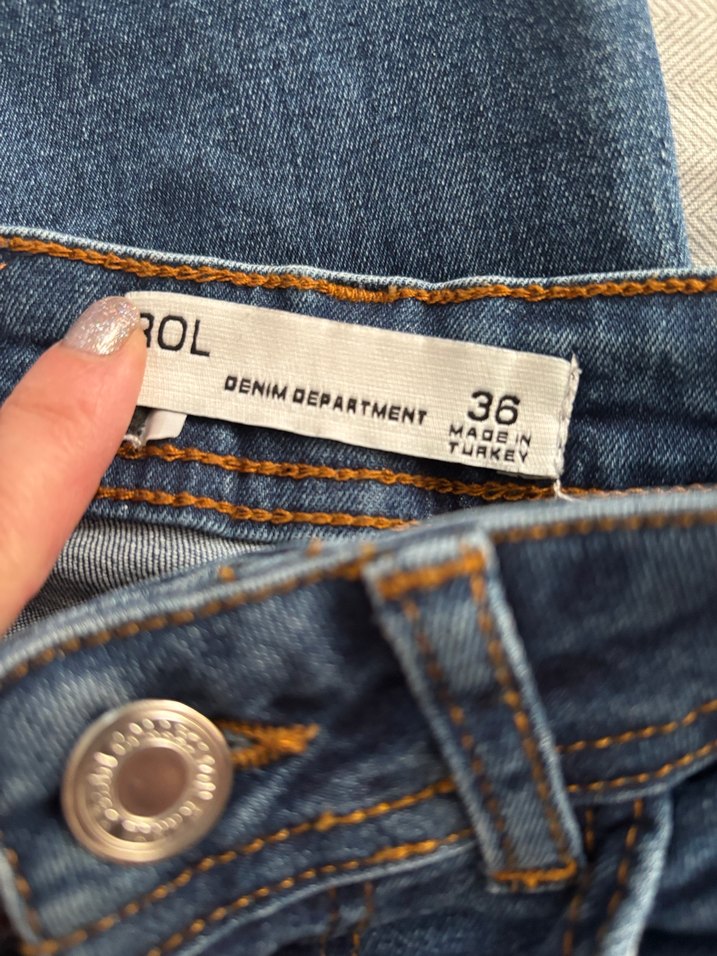 ROL
DENIM DEPARTMENT
36
MADE IN
TURKEY